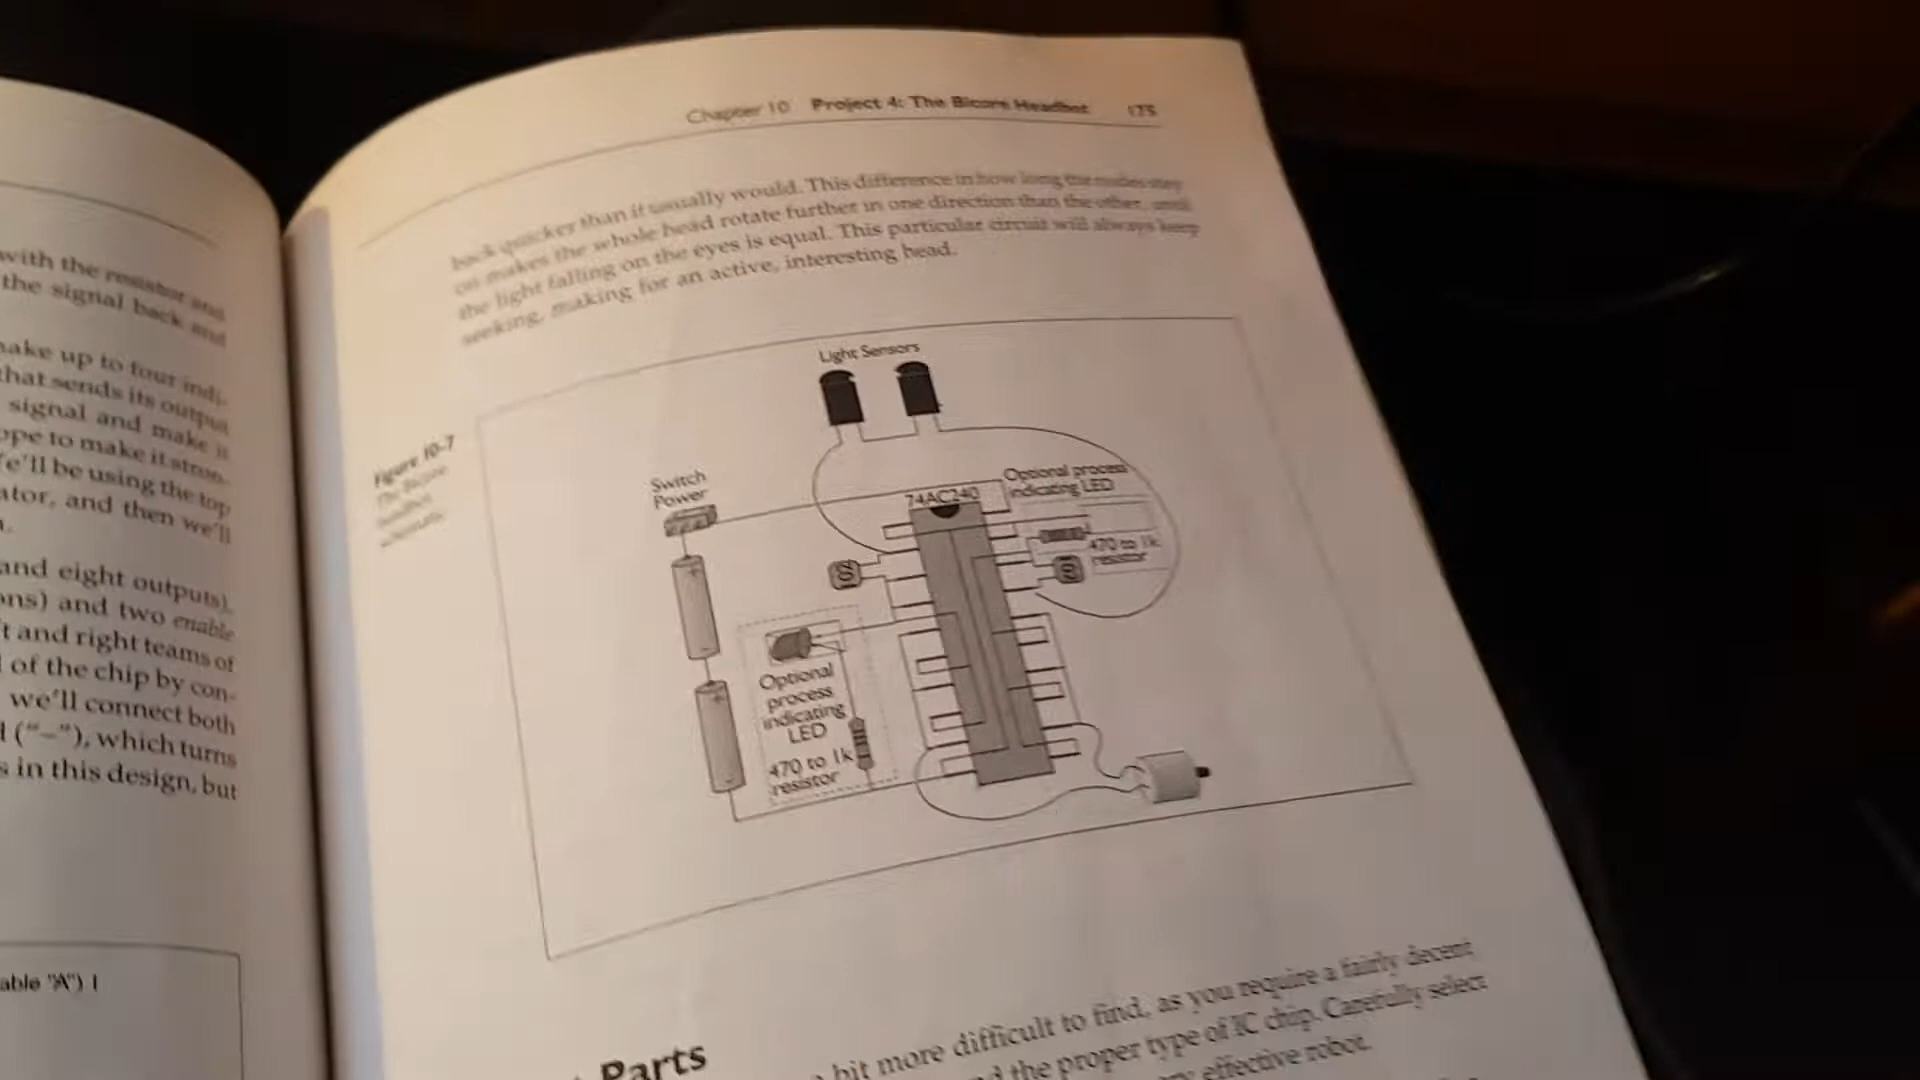 with the resistor and
the signal back and
make up to four indi-
that sends its output
signal and make it
ope to make it stron-
e'll be using the top
ator, and then we'll
and eight outputs),
ons) and two enable
t and right teams of
of the chip by con-
we'll connect both
("–"), which turns
s in this design, but
able "A") 1
Chapter 10 Project 4: The Bicore Headbot 175
back quicker than it usually would. This difference in how long the nodes stay
on makes the whole head rotate further in one direction than the other, until
the light falling on the eyes is equal. This particular circuit will always keep
seeking, making for an active, interesting head.
Figure 10-7
The Bicore
headbot
schematic
Light Sensors
Switch
Power
74AC240
Optional process
indicating LED
470 to 1k
resistor
Optional
process
indicating
LED
470 to 1k
resistor
Parts
bit more difficult to find, as you require a fairly decent
the proper type of IC chip. Carefully select
effective robot.